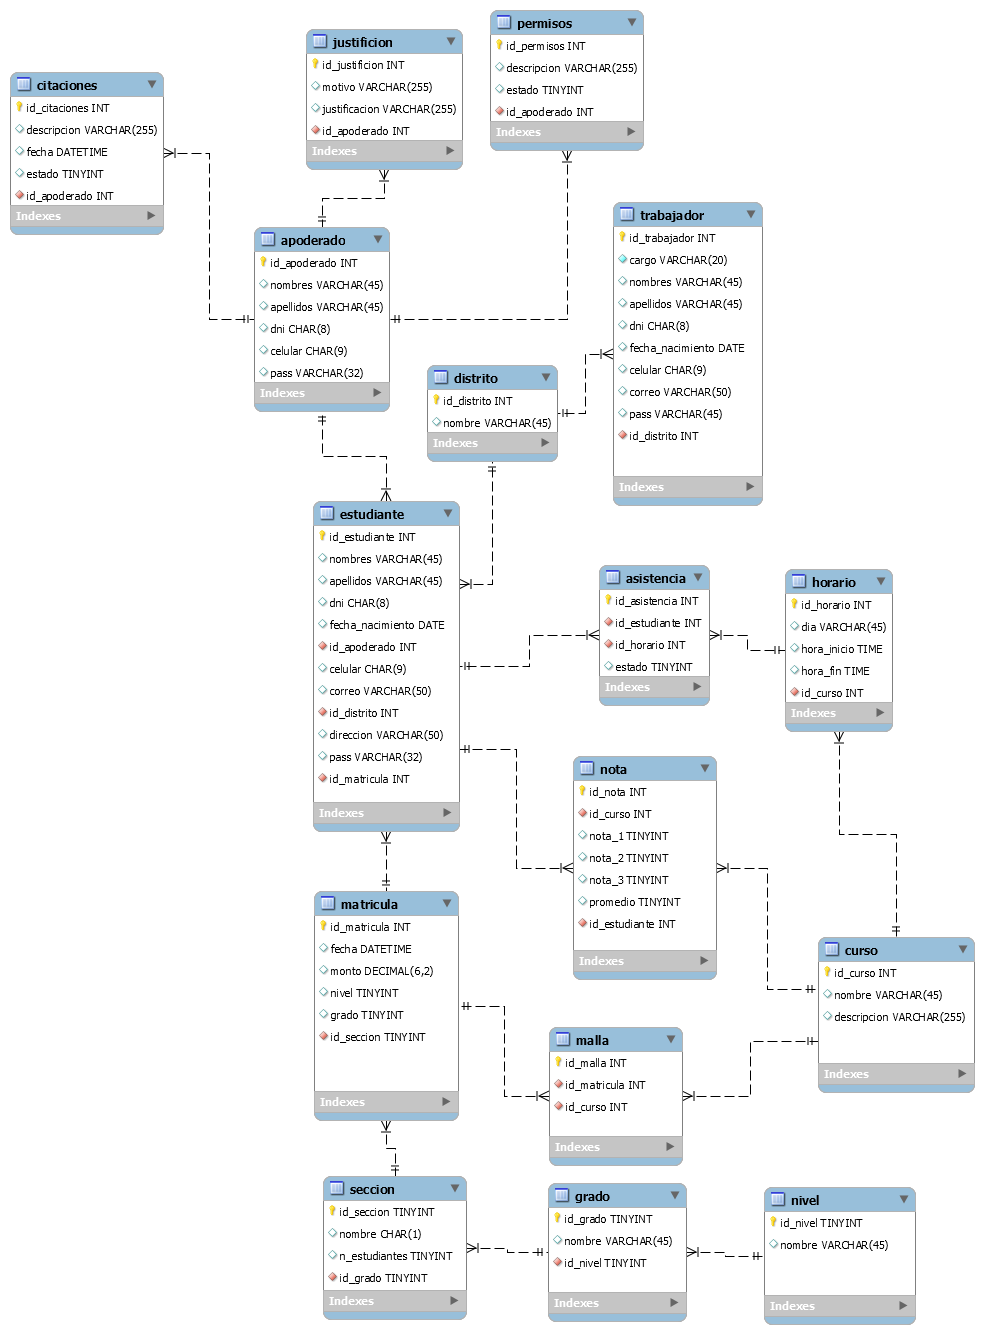 permisos
id_permisos INT
descripcion VARCHAR(255)
estado TINYINT
id_apoderado INT
Indexes
justificion
id_justificion INT
motivo VARCHAR(255)
justificacion VARCHAR(255)
id_apoderado INT
Indexes
citaciones
id_citaciones INT
descripcion VARCHAR(255)
fecha DATETIME
estado TINYINT
id_apoderado INT
Indexes
apoderado
id_apoderado INT
nombres VARCHAR(45)
apellidos VARCHAR(45)
dni CHAR(8)
celular CHAR(9)
pass VARCHAR(32)
Indexes
trabajador
id_trabajador INT
cargo VARCHAR(20)
nombres VARCHAR(45)
apellidos VARCHAR(45)
dni CHAR(8)
fecha_nacimiento DATE
celular CHAR(9)
correo VARCHAR(50)
pass VARCHAR(45)
id_distrito INT
Indexes
distrito
id_distrito INT
nombre VARCHAR(45)
Indexes
estudiante
id_estudiante INT
nombres VARCHAR(45)
apellidos VARCHAR(45)
dni CHAR(8)
fecha_nacimiento DATE
id_apoderado INT
celular CHAR(9)
correo VARCHAR(50)
id_distrito INT
direccion VARCHAR(50)
pass VARCHAR(32)
id_matricula INT
Indexes
asistencia
id_asistencia INT
id_estudiante INT
id_horario INT
estado TINYINT
Indexes
horario
id_horario INT
dia VARCHAR(45)
hora_inicio TIME
hora_fin TIME
id_curso INT
Indexes
nota
id_nota INT
id_curso INT
nota_1 TINYINT
nota_2 TINYINT
nota_3 TINYINT
promedio TINYINT
id_estudiante INT
Indexes
matricula
id_matricula INT
fecha DATETIME
monto DECIMAL(6,2)
nivel TINYINT
grado TINYINT
id_seccion TINYINT
Indexes
curso
id_curso INT
nombre VARCHAR(45)
descripcion VARCHAR(255)
Indexes
malla
id_malla INT
id_matricula INT
id_curso INT
Indexes
seccion
id_seccion TINYINT
nombre CHAR(1)
n_estudiantes TINYINT
id_grado TINYINT
Indexes
grado
id_grado TINYINT
nombre VARCHAR(45)
id_nivel TINYINT
Indexes
nivel
id_nivel TINYINT
nombre VARCHAR(45)
Indexes